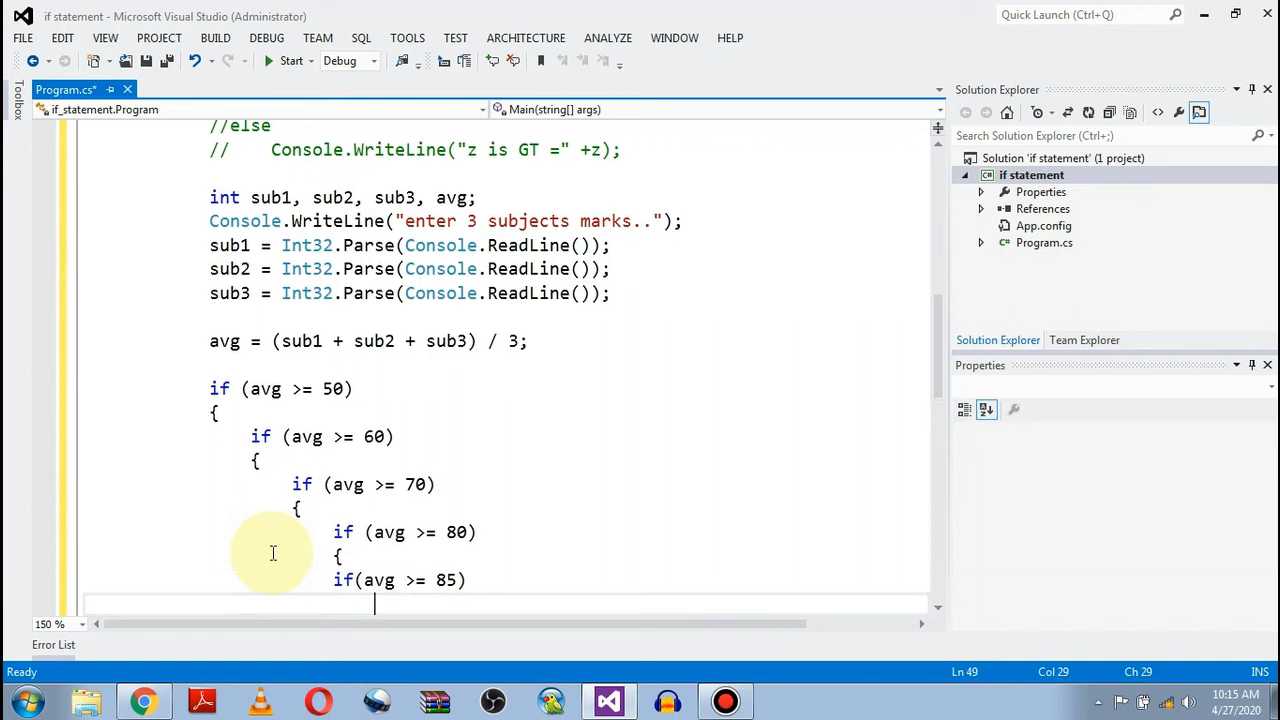 if statement - Microsoft Visual Studio (Administrator)
Quick Launch (Ctrl+Q)
FILE EDIT VIEW PROJECT BUILD DEBUG TEAM SQL TOOLS TEST ARCHITECTURE ANALYZE WINDOW HELP
Start Debug
Toolbox
Program.cs*
if_statement.Program Main(string[] args)
//else
//    Console.WriteLine("z is GT =" +z);
int sub1, sub2, sub3, avg;
Console.WriteLine("enter 3 subjects marks..");
sub1 = Int32.Parse(Console.ReadLine());
sub2 = Int32.Parse(Console.ReadLine());
sub3 = Int32.Parse(Console.ReadLine());
avg = (sub1 + sub2 + sub3) / 3;
if (avg >= 50)
{
if (avg >= 60)
{
if (avg >= 70)
{
if (avg >= 80)
{
if(avg >= 85)
150 %
Solution Explorer
Search Solution Explorer (Ctrl+;)
Solution 'if statement' (1 project)
if statement
Properties
References
App.config
Program.cs
Solution Explorer Team Explorer
Properties
Error List
Ready Ln 49 Col 29 Ch 29 INS
10:15 AM
4/27/2020